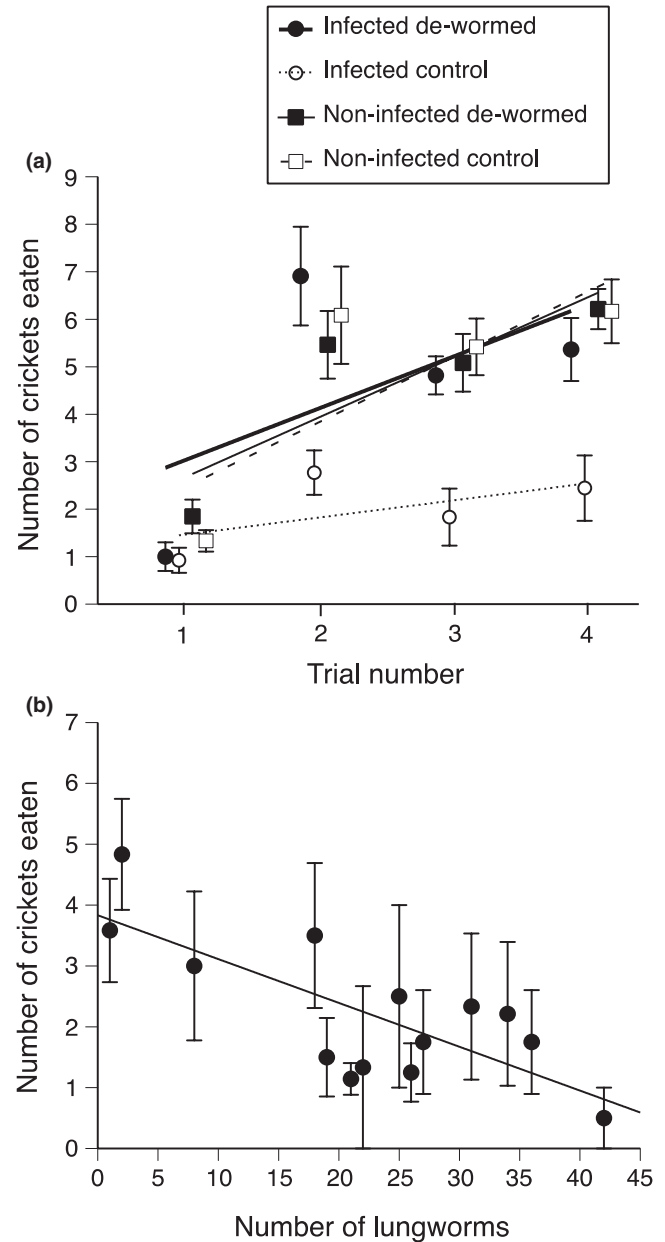 Infected de-wormed
Infected control
Non-infected de-wormed
Non-infected control
(a)
9
8
7
6
5
4
3
2
1
0
Number of crickets eaten
1 2 3 4
Trial number
(b)
7
6
5
4
3
2
1
0
Number of crickets eaten
0 5 10 15 20 25 30 35 40 45
Number of lungworms